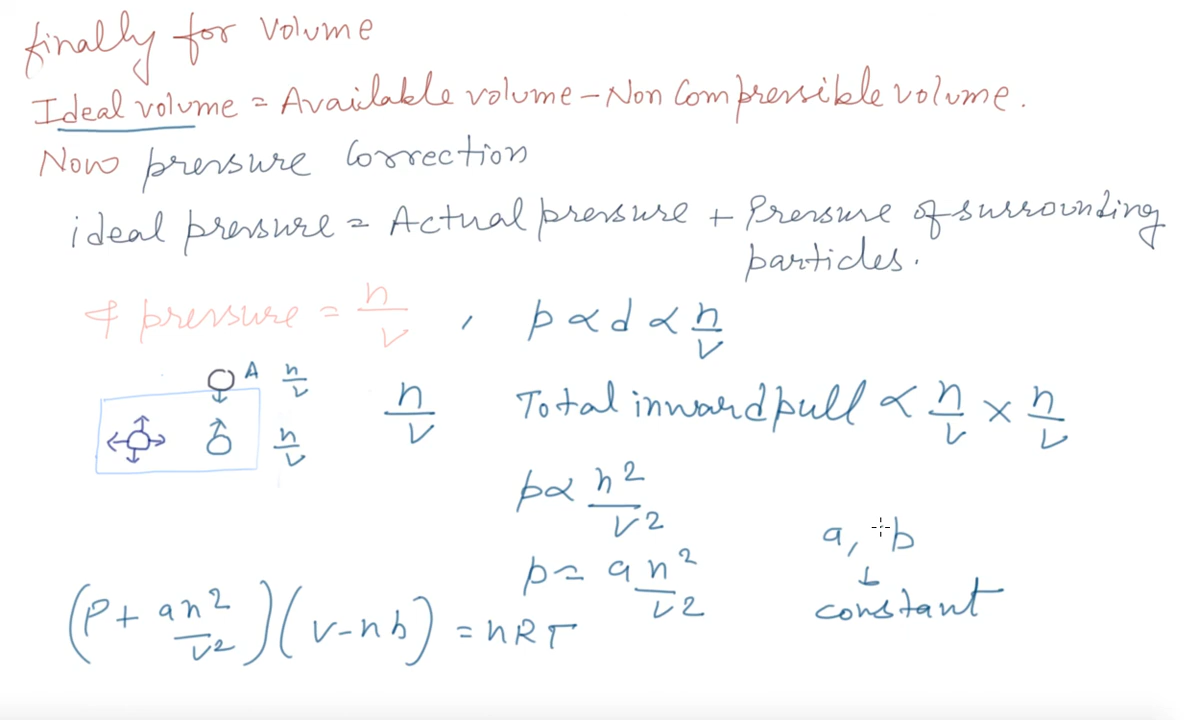 finally for Volume
Ideal volume = Available volume - Non Compressible volume.
Now pressure Correction
ideal pressure = Actual pressure + Pressure of surrounding
particles.
& pressure = n/v , p ∝ d ∝ n/v
A n/v
n/v Total inward pull ∝ n/v × n/v
n/v
p ∝ n²/v²
a, b
p = an²/v²
constant
(P + an²/v²)(v - nb) = nRT